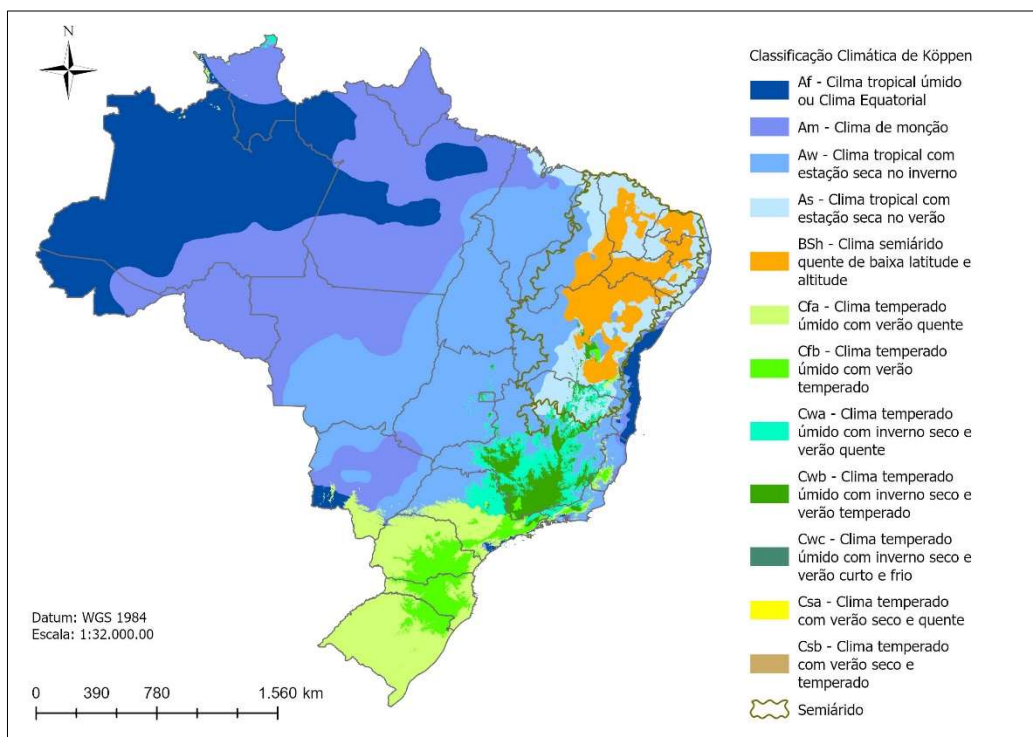 N
Classificação Climática de Köppen
Af - Cilma tropical úmido
ou Clima Equatorial
Am - Clima de monção
Aw - Clima tropical com
estação seca no inverno
As - Clima tropical com
estação seca no verão
BSh - Clima semiárido
quente de baixa latitude e
altitude
Cfa - Clima temperado
úmido com verão quente
Cfb - Clima temperado
úmido com verão
temperado
Cwa - Clima temperado
úmido com inverno seco e
verão quente
Cwb - Clima temperado
úmido com inverno seco e
verão temperado
Cwc - Clima temperado
úmido com inverno seco e
verão curto e frio
Csa - Clima temperado
com verão seco e quente
Csb - Clima temperado
com verão seco e
temperado
Semiárido
Datum: WGS 1984
Escala: 1:32.000.00
0 390 780 1.560 km